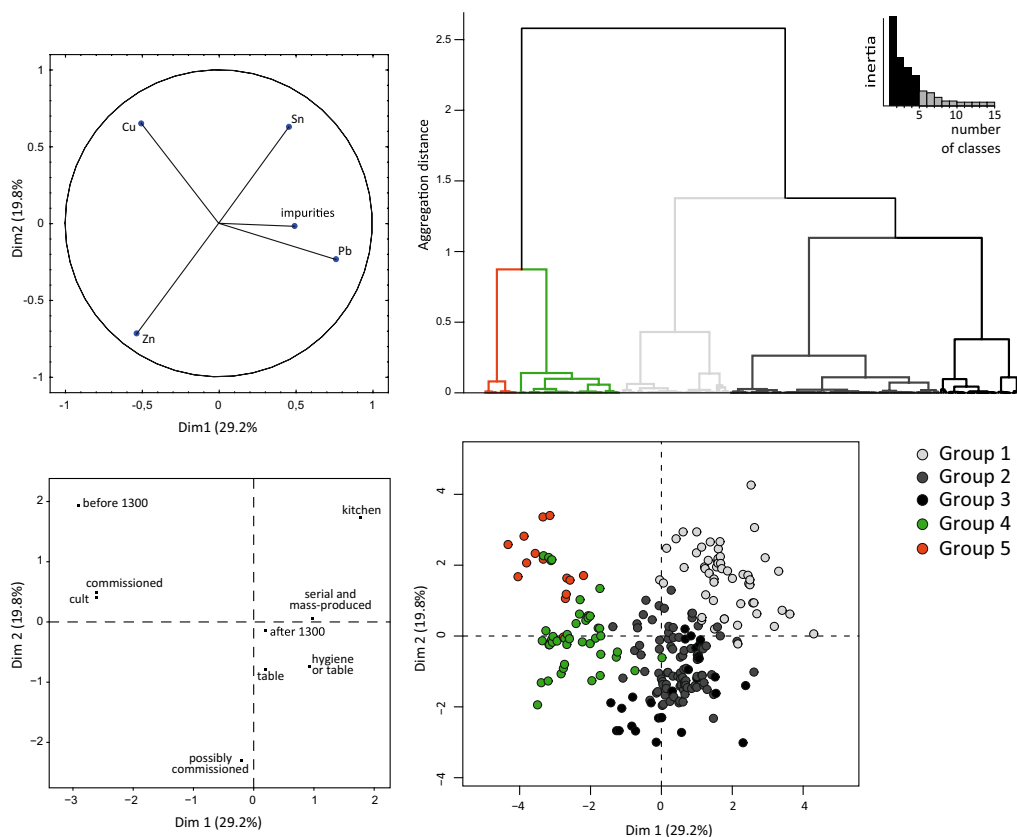 1
0.5
0
-0.5
-1
-1
-0,5
0
0,5
1
Dim2 (19.8%
Dim1 (29.2%
Cu
Sn
impurities
Pb
Zn
2.5
2
1.5
1
0.5
0
Aggregation distance
inertia
5
10
15
number
of classes
2
1
0
−1
−2
−3
−2
−1
0
1
2
Dim 2 (19.8%)
Dim 1 (29.2%)
before 1300
kitchen
commissioned
cult
serial and
mass-produced
after 1300
hygiene
or table
table
possibly
commissioned
4
2
0
−2
−4
−4
−2
0
2
4
Dim 2 (19.8%)
Dim 1 (29.2%)
Group 1
Group 2
Group 3
Group 4
Group 5